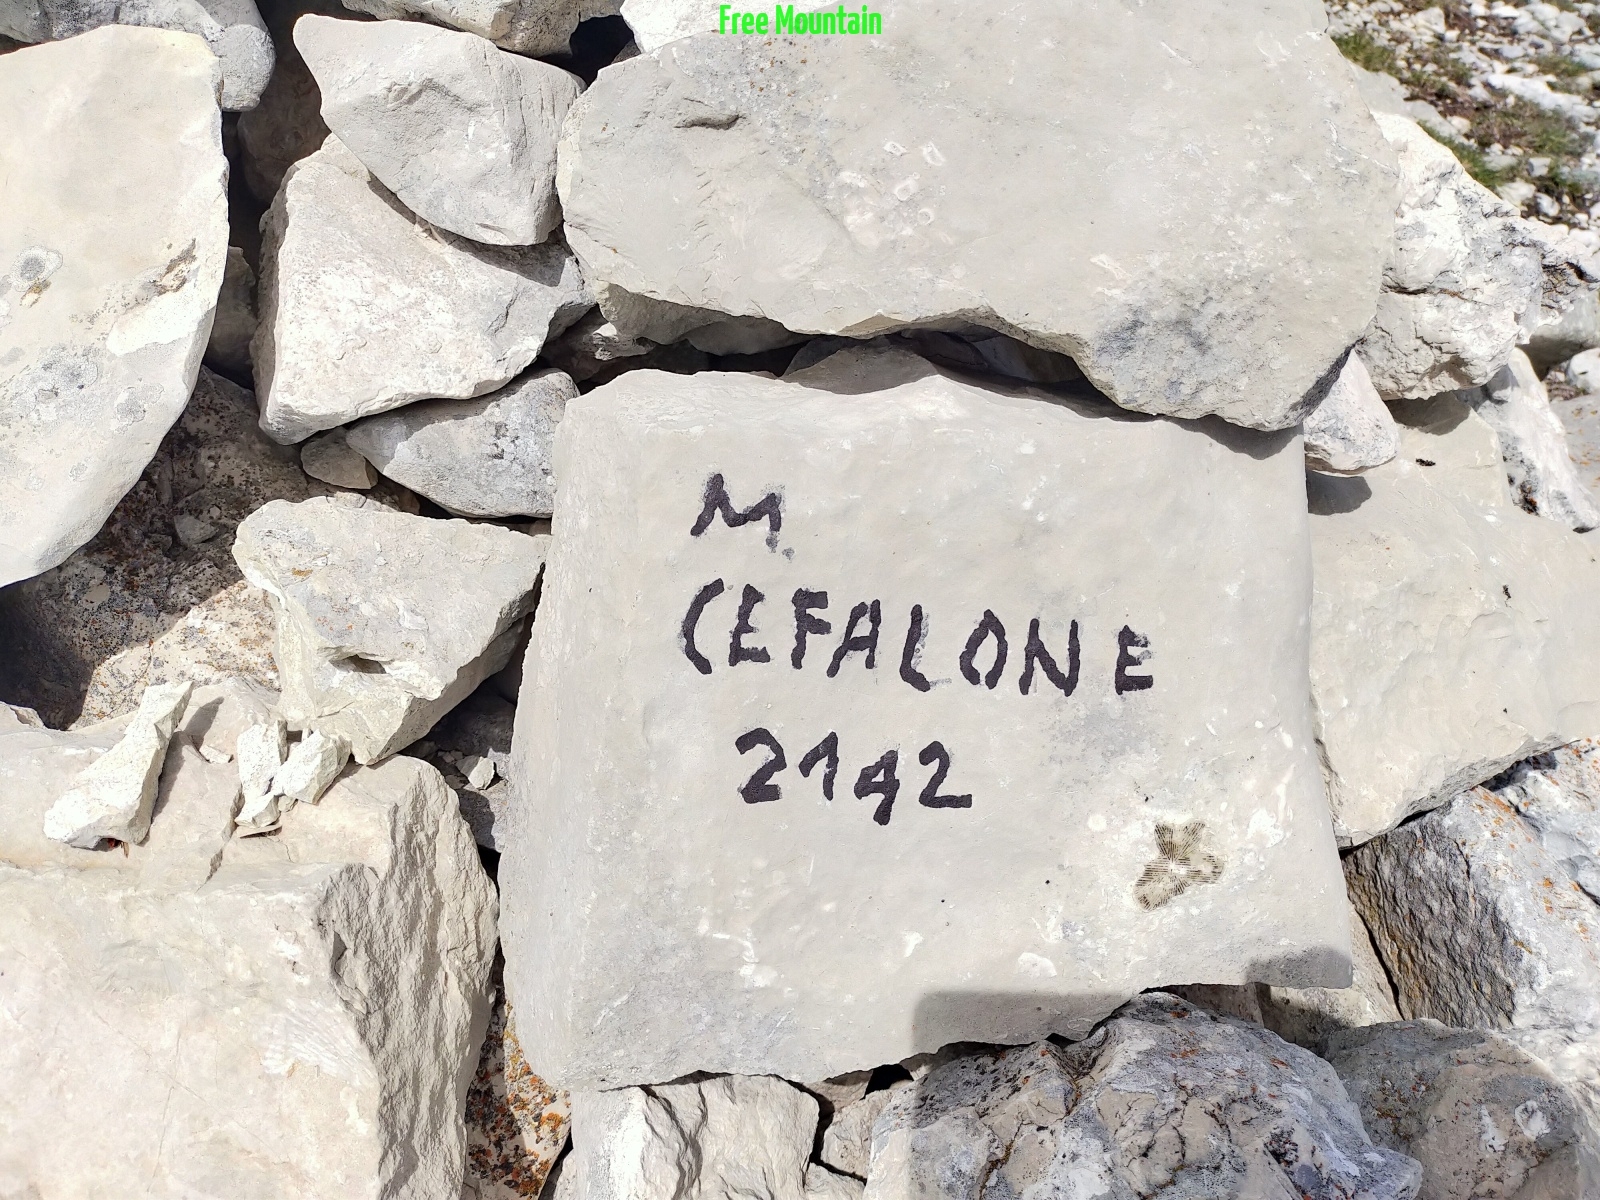 Free Mountain
M.
CEFALONE
2142